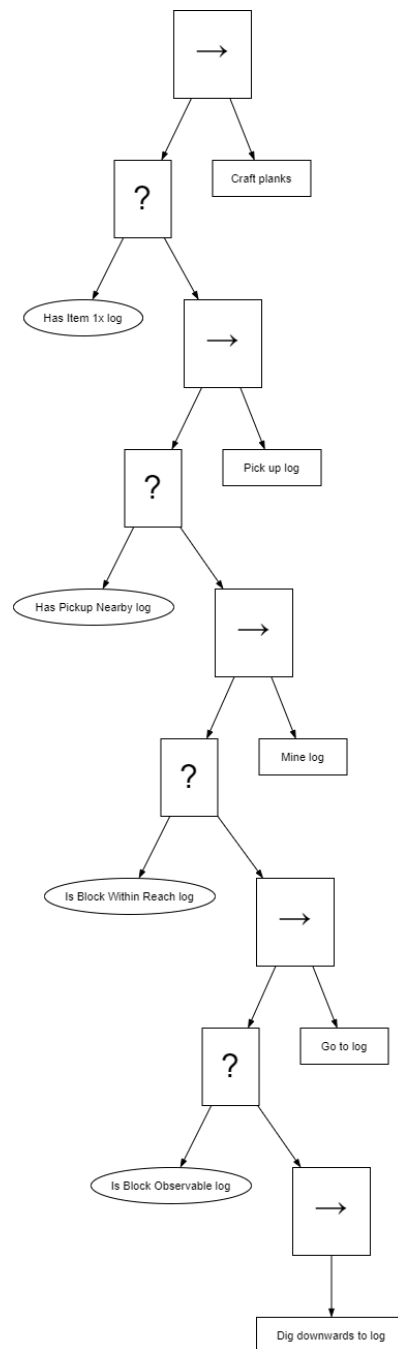 →
?
Craft planks
Has Item 1x log
→
?
Pick up log
Has Pickup Nearby log
→
?
Mine log
Is Block Within Reach log
→
?
Go to log
Is Block Observable log
→
Dig downwards to log